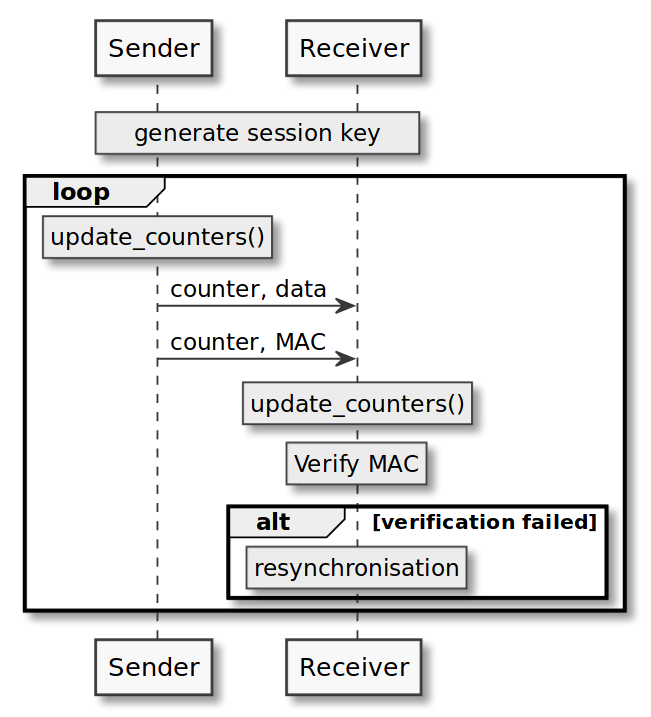 Sender Receiver
generate session key
loop
update_counters()
counter, data
counter, MAC
update_counters()
Verify MAC
alt [verification failed]
resynchronisation
Sender Receiver